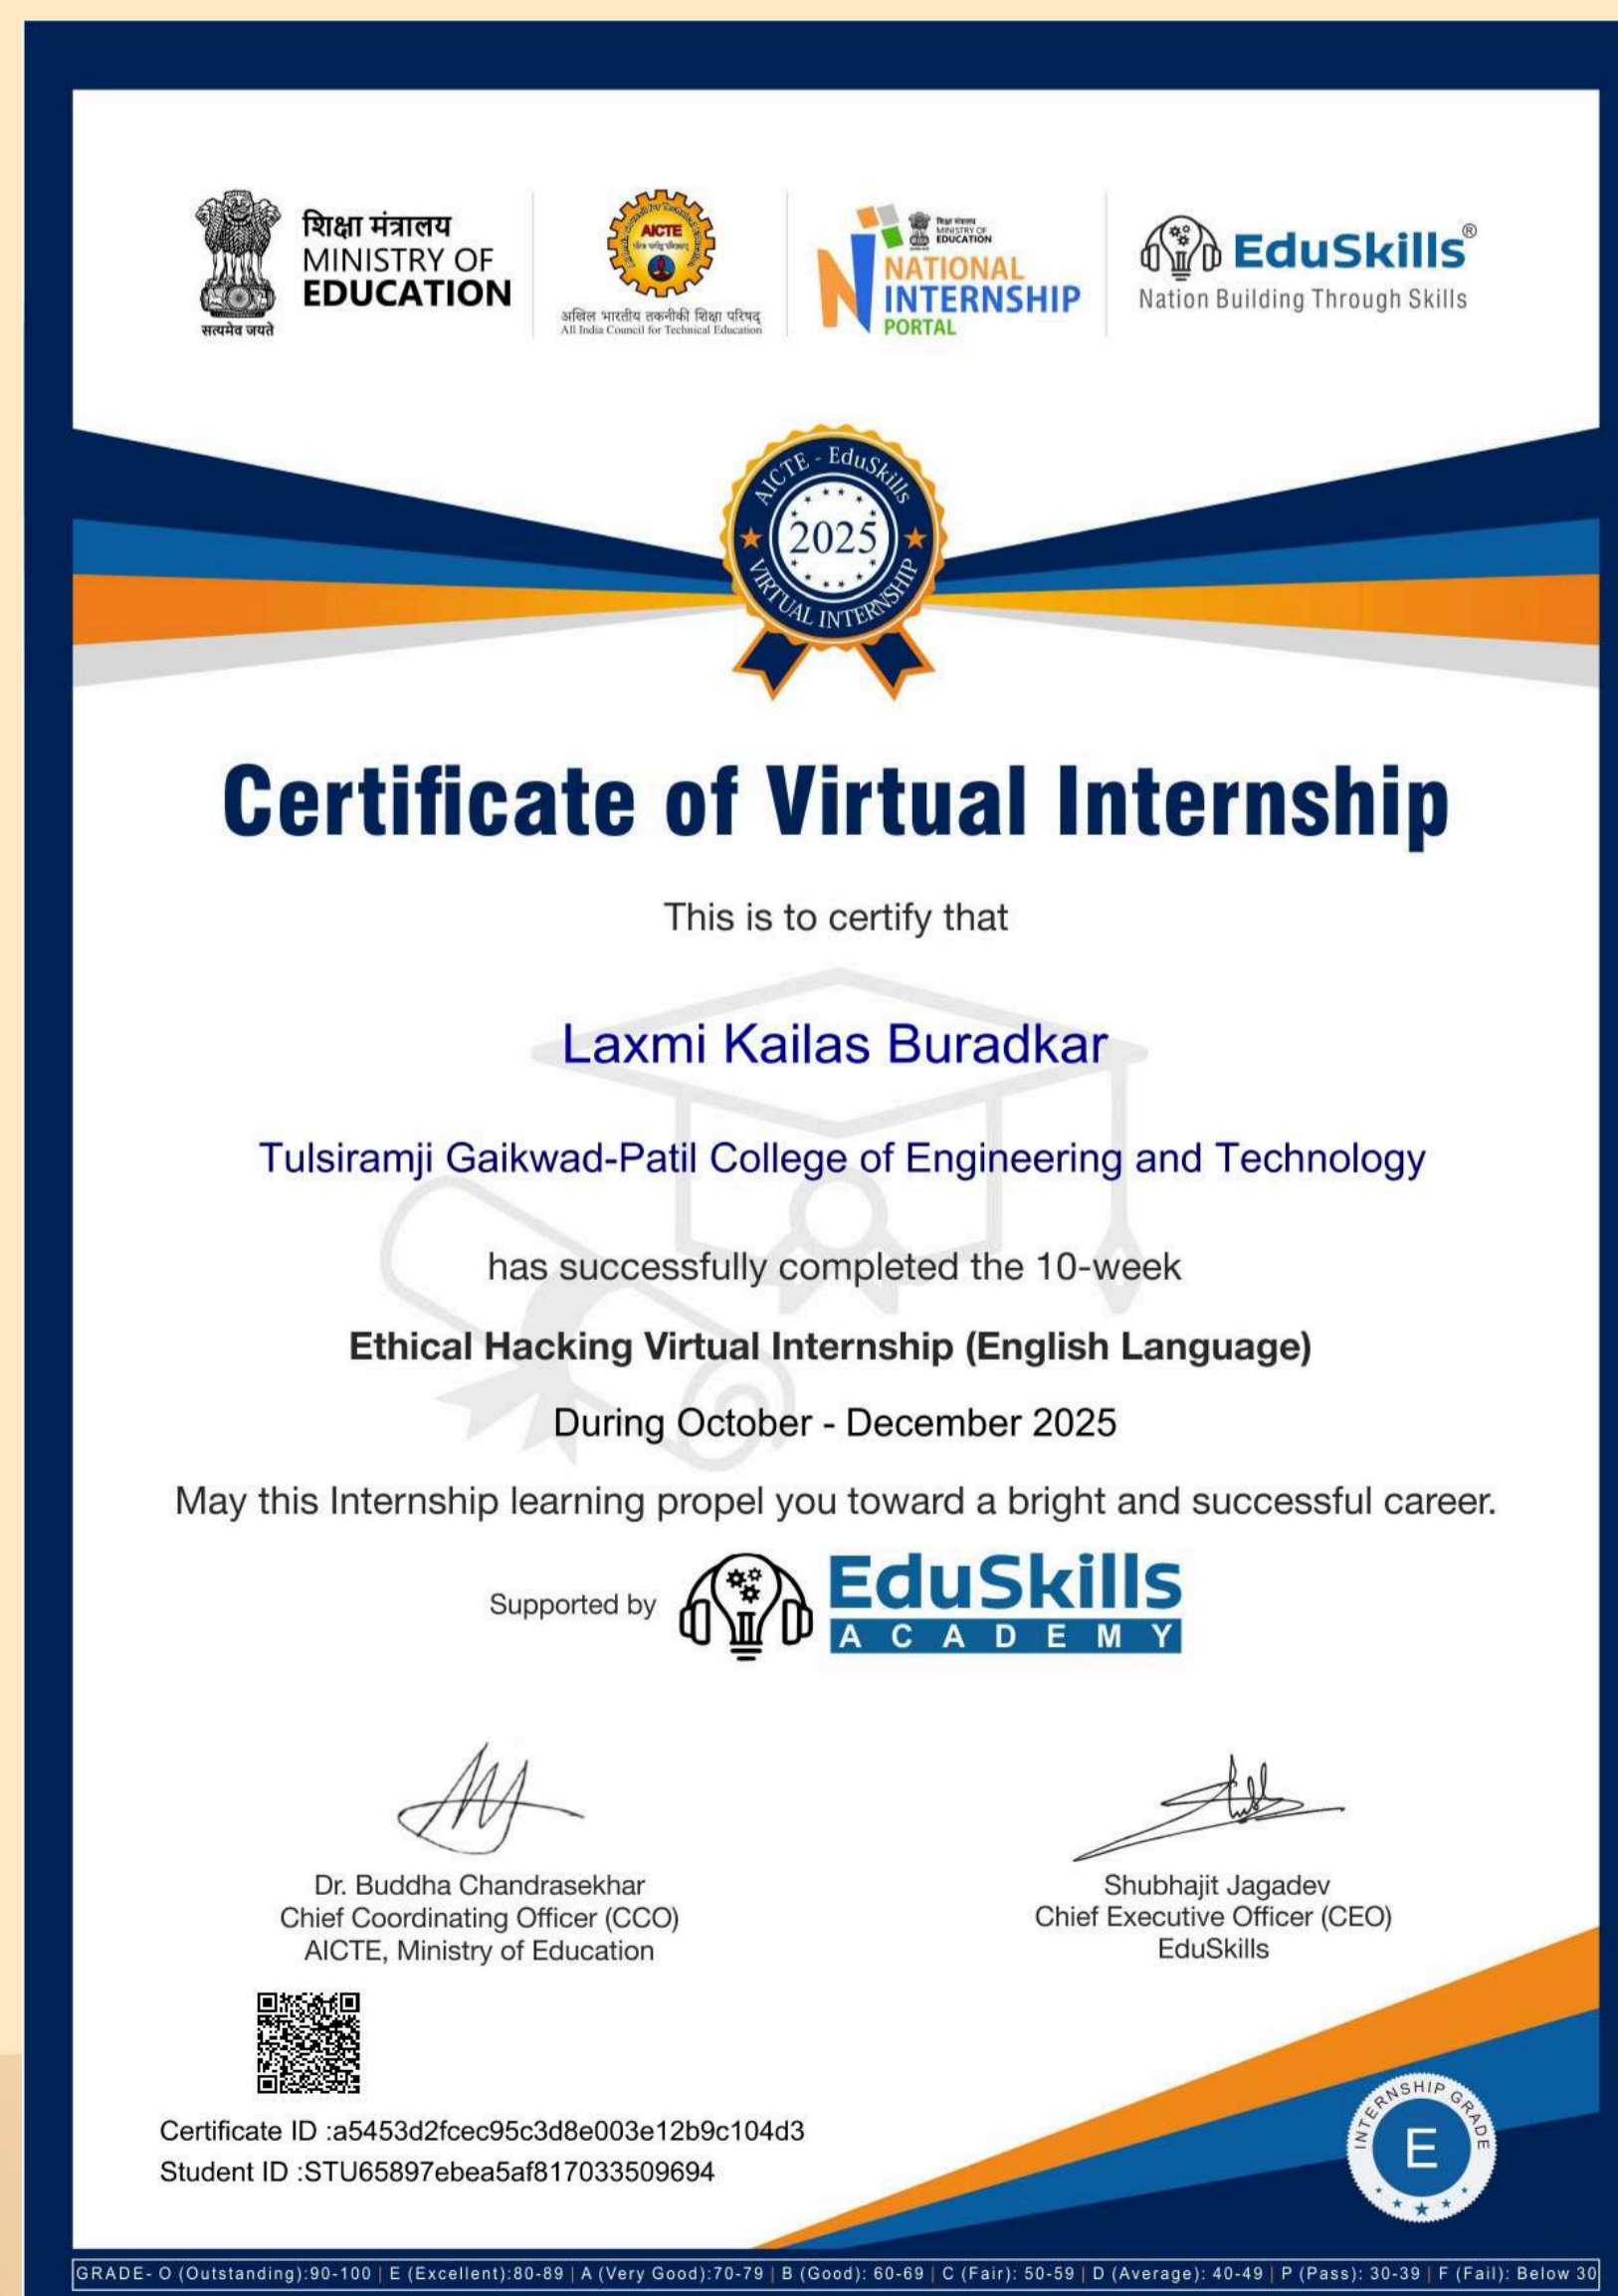 शिक्षा मंत्रालय
MINISTRY OF
EDUCATION
सत्यमेव जयते
AICTE
अखिल भारतीय तकनीकी शिक्षा परिषद्
All India Council for Technical Education
शिक्षा मंत्रालय
MINISTRY OF
EDUCATION
NATIONAL
INTERNSHIP
PORTAL
EduSkills®
Nation Building Through Skills
AICTE - EduSkills
2025
VIRTUAL INTERNSHIP
Certificate of Virtual Internship
This is to certify that
Laxmi Kailas Buradkar
Tulsiramji Gaikwad-Patil College of Engineering and Technology
has successfully completed the 10-week
Ethical Hacking Virtual Internship (English Language)
During October - December 2025
May this Internship learning propel you toward a bright and successful career.
Supported by
EduSkills
ACADEMY
Dr. Buddha Chandrasekhar
Chief Coordinating Officer (CCO)
AICTE, Ministry of Education
Shubhajit Jagadev
Chief Executive Officer (CEO)
EduSkills
Certificate ID :a5453d2fcec95c3d8e003e12b9c104d3
Student ID :STU65897ebea5af817033509694
INTERNSHIP GRADE
E
GRADE- O (Outstanding):90-100 | E (Excellent):80-89 | A (Very Good):70-79 | B (Good): 60-69 | C (Fair): 50-59 | D (Average): 40-49 | P (Pass): 30-39 | F (Fail): Below 30